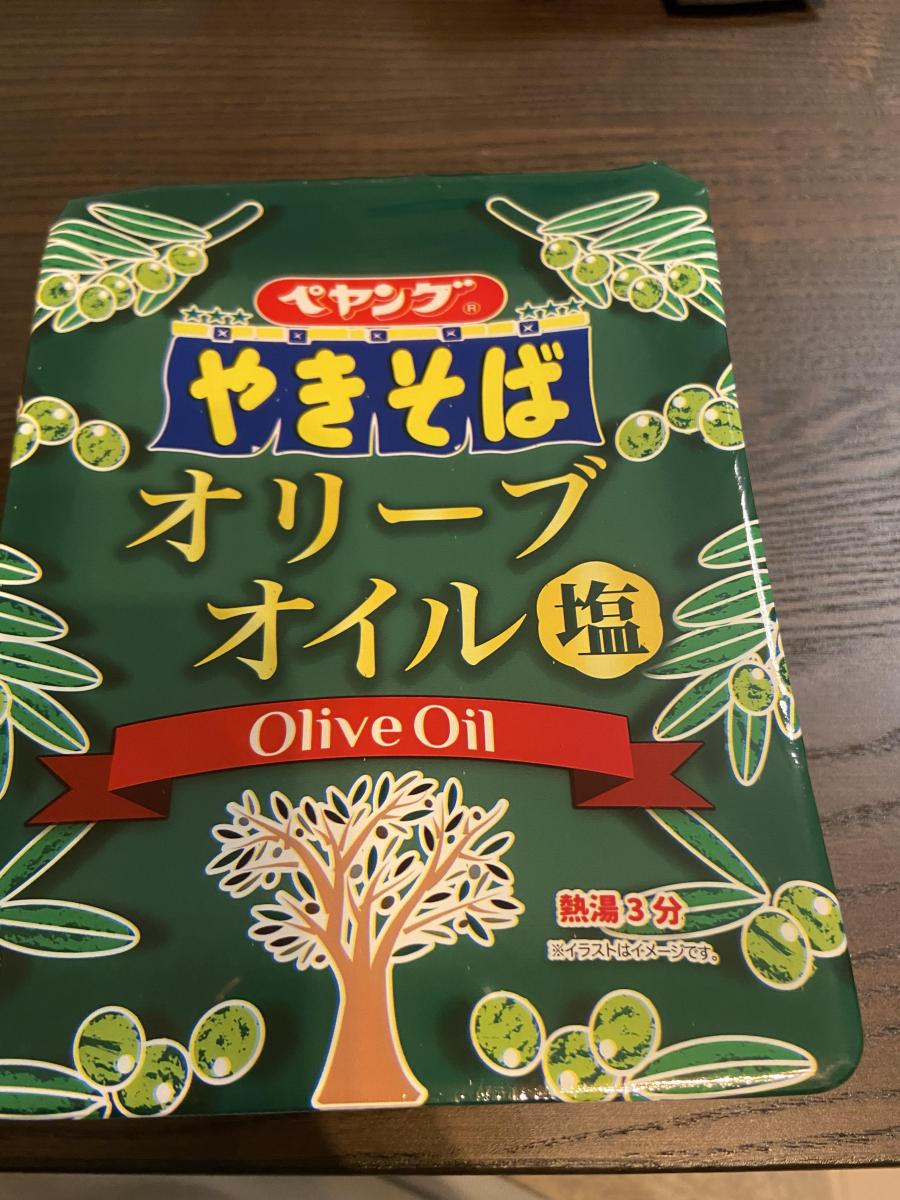 ペヤング®
やきそば
オリーブ
オイル塩
Olive Oil
熱湯3分
※イラストはイメージです。